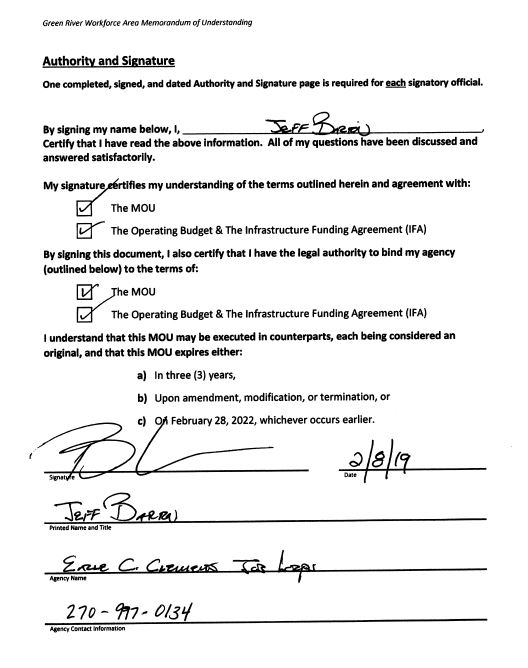 Green River Workforce Area Memorandum of Understanding
Authority and Signature
One completed, signed, and dated Authority and Signature page is required for each signatory official.
By signing my name below, I, Jeff
Certify that I have read the above information. All of my questions have been discussed and
answered satisfactorily.
My signature certifies my understanding of the terms outlined herein and agreement with:
The MOU
The Operating Budget & The Infrastructure Funding Agreement (IFA)
By signing this document, I also certify that I have the legal authority to bind my agency
(outlined below) to the terms of:
The MOU
The Operating Budget & The Infrastructure Funding Agreement (IFA)
I understand that this MOU may be executed in counterparts, each being considered an
original, and that this MOU expires either:
a) In three (3) years,
b) Upon amendment, modification, or termination, or
c) On February 28, 2022, whichever occurs earlier.
2/8/19
Signature Date
Jeff
Printed Name and Title
C. Clements Job
Agency Name
270-997-0134
Agency Contact Information